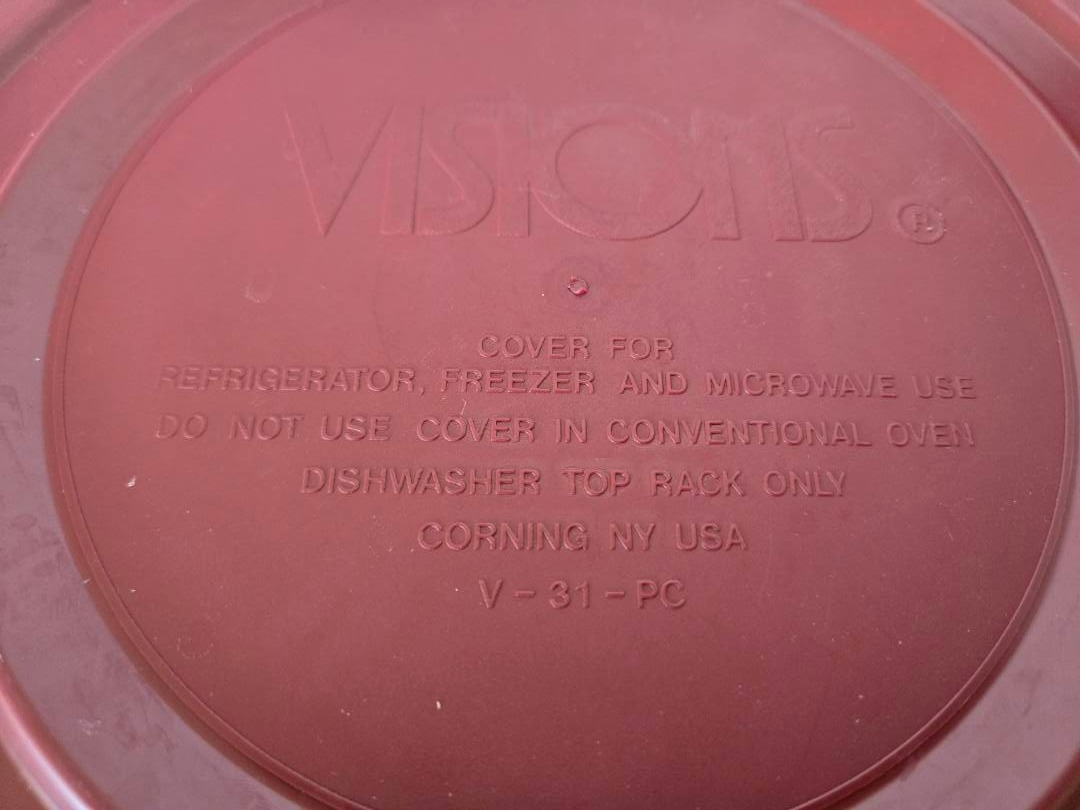 VISIONS ®
COVER FOR
REFRIGERATOR, FREEZER AND MICROWAVE USE
DO NOT USE COVER IN CONVENTIONAL OVEN
DISHWASHER TOP RACK ONLY
CORNING NY USA
V-31-PC